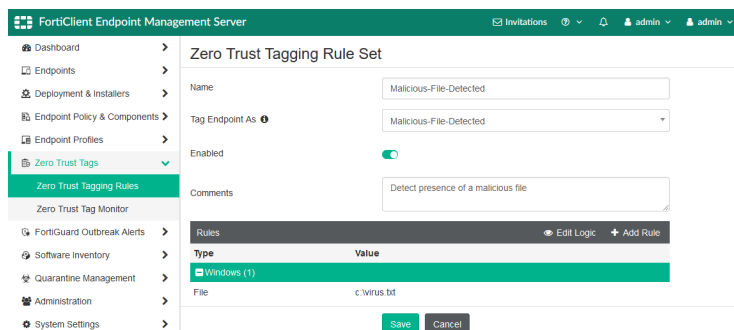 FortiClient Endpoint Management Server
Invitations admin admin
Dashboard
Endpoints
Deployment & Installers
Endpoint Policy & Components
Endpoint Profiles
Zero Trust Tags
Zero Trust Tagging Rules
Zero Trust Tag Monitor
FortiGuard Outbreak Alerts
Software Inventory
Quarantine Management
Administration
System Settings
Zero Trust Tagging Rule Set
Name Malicious-File-Detected
Tag Endpoint As Malicious-File-Detected
Enabled
Comments Detect presence of a malicious file
Rules Edit Logic + Add Rule
Type Value
Windows (1)
File c:\virus.txt
Save Cancel